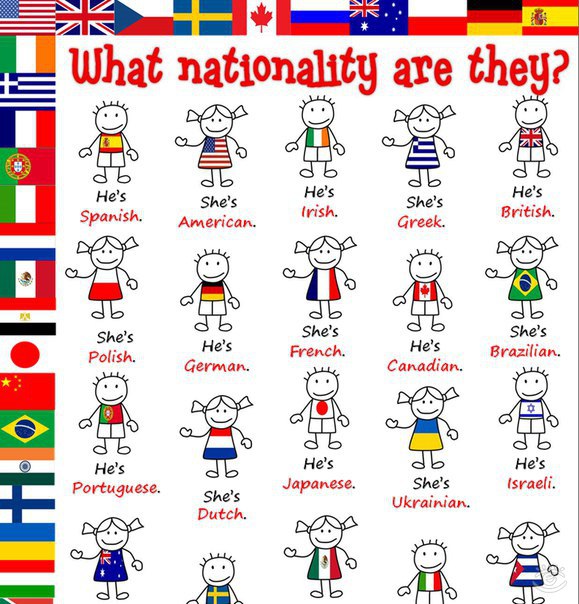 What nationality are they?
He's
Spanish.
She's
American.
He's
Irish.
She's
Greek.
He's
British.
She's
Polish.
He's
German.
She's
French.
He's
Canadian.
She's
Brazilian.
He's
Portuguese.
She's
Dutch.
He's
Japanese.
She's
Ukrainian.
He's
Israeli.